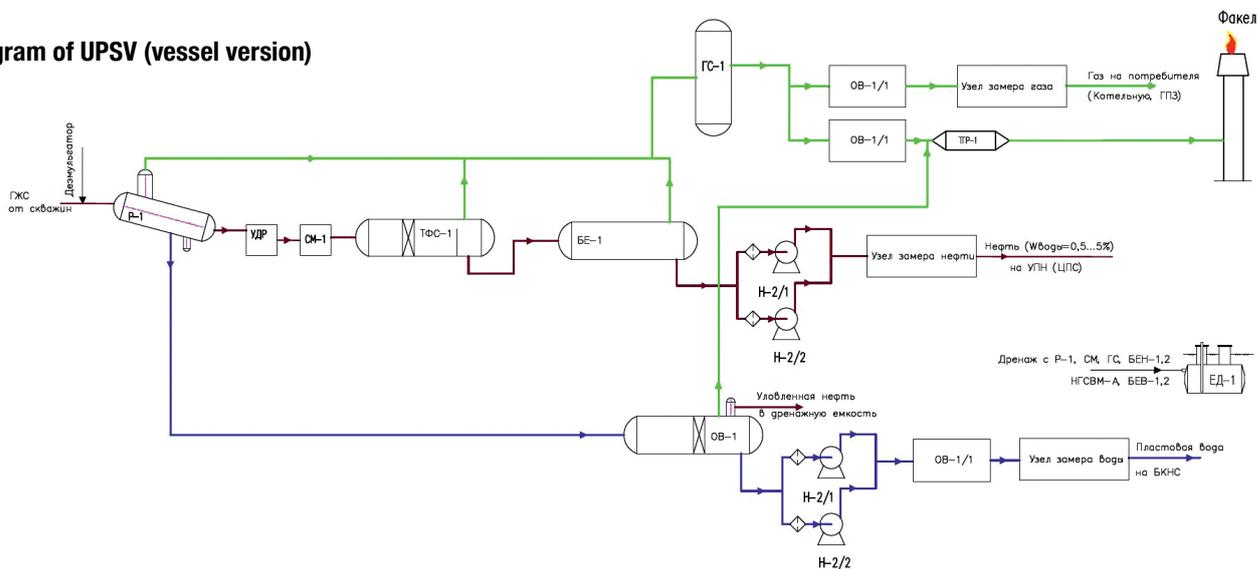 gram of UPSV (vessel version)
Факел
ГС-1
ОВ-1/1
Узел замера газа
Газ на потребителя
(Котельную, ГПЗ)
ОВ-1/1
ТГР-1
Деэмульгатор
ГЖС
от скважин
Р-1
УДР
СМ-1
ТФС-1
БЕ-1
Н-2/1
Н-2/2
Узел замера нефти
Нефть (Wводы=0,5...5%)
на УПН (ЦПС)
Дренаж с Р-1, СМ, ГС, БЕН-1,2
НГСВМ-А, БЕВ-1,2
ЕД-1
Уловленная нефть
в дренажную емкость
ОВ-1
Н-2/1
Н-2/2
ОВ-1/1
Узел замера воды
Пластовая вода
на БКНС